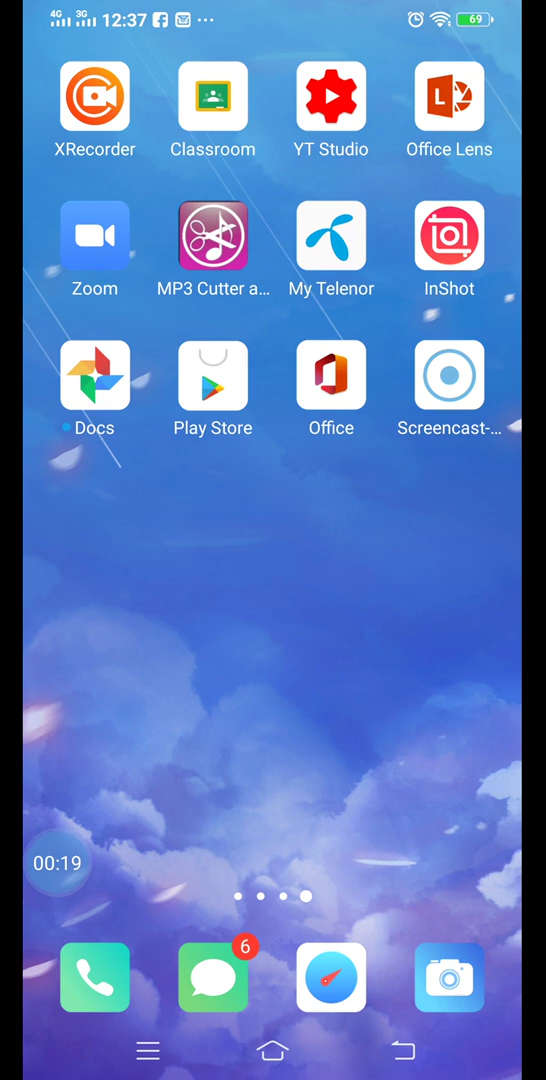 4G 3G 12:37 ... 69
XRecorder Classroom YT Studio Office Lens
Zoom MP3 Cutter a... My Telenor InShot
Docs Play Store Office Screencast-...
00:19
6